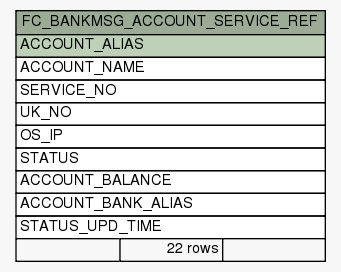 FC_BANKMSG_ACCOUNT_SERVICE_REF
ACCOUNT_ALIAS
ACCOUNT_NAME
SERVICE_NO
UK_NO
OS_IP
STATUS
ACCOUNT_BALANCE
ACCOUNT_BANK_ALIAS
STATUS_UPD_TIME
22 rows